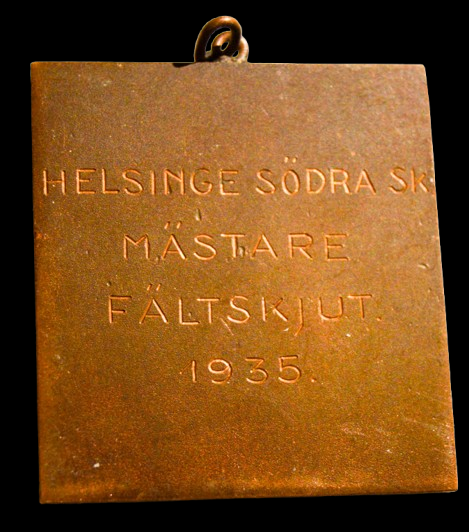 HELSINGE SÖDRA SK.
MÄSTARE
FÄLTSKJUT.
1935.